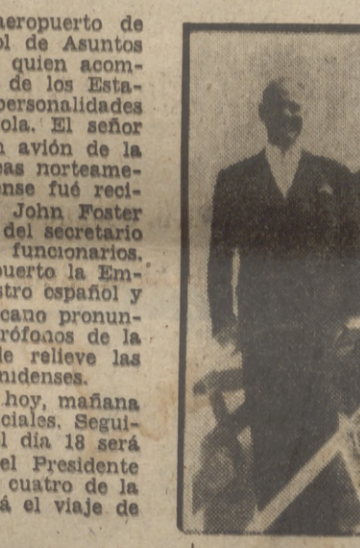 aeropuerto de
ol de Asuntos
quien acom-
de los Esta-
personalidades
ola. El señor
n avión de la
eas norteame-
ense fué reci-
John Foster
del secretario
funcionarios.
puerto la Em-
stro español y
icano pronun-
rófonos de la
de relieve las
nidenses.
hoy, mañana
ciales. Segui-
l día 18 será
el Presidente
cuatro de la
á el viaje de